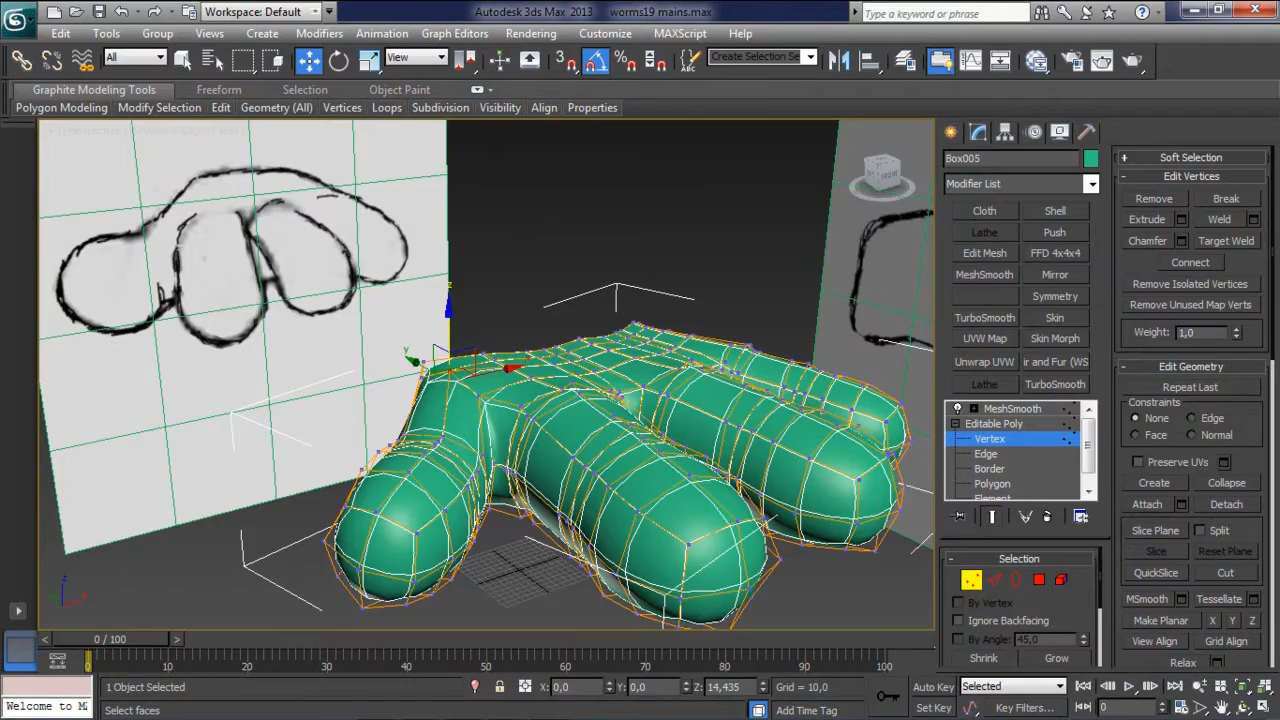 Workspace: Default
Autodesk 3ds Max 2013 worms19 mains.max
Type a keyword or phrase
Edit Tools Group Views Create Modifiers Animation Graph Editors Rendering Customize MAXScript Help
All View 3 Create Selection Se
Graphite Modeling Tools Freeform Selection Object Paint
Polygon Modeling Modify Selection Edit Geometry (All) Vertices Loops Subdivision Visibility Align Properties
Box005
Modifier List
Cloth Shell
Lathe Push
Edit Mesh FFD 4x4x4
MeshSmooth Mirror
Symmetry
TurboSmooth Skin
UVW Map Skin Morph
Unwrap UVW ir and Fur (WS
Lathe TurboSmooth
MeshSmooth
Editable Poly
Vertex
Edge
Border
Polygon
Element
Selection
By Vertex
Ignore Backfacing
By Angle: 45,0
Shrink Grow
Soft Selection
Edit Vertices
Remove Break
Extrude Weld
Chamfer Target Weld
Connect
Remove Isolated Vertices
Remove Unused Map Verts
Weight: 1,0
Edit Geometry
Repeat Last
Constraints
None Edge
Face Normal
Preserve UVs
Create Collapse
Attach Detach
Slice Plane Split
Slice Reset Plane
QuickSlice Cut
MSmooth Tessellate
Make Planar X Y Z
View Align Grid Align
Relax
FRONT
z
y
z
0 / 100
0 10 20 30 40 50 60 70 80 90 100
1 Object Selected X: 0,0 Y: 0,0 Z: 14,435 Grid = 10,0 Auto Key Selected
Welcome to M
Select faces Add Time Tag Set Key Key Filters... 0